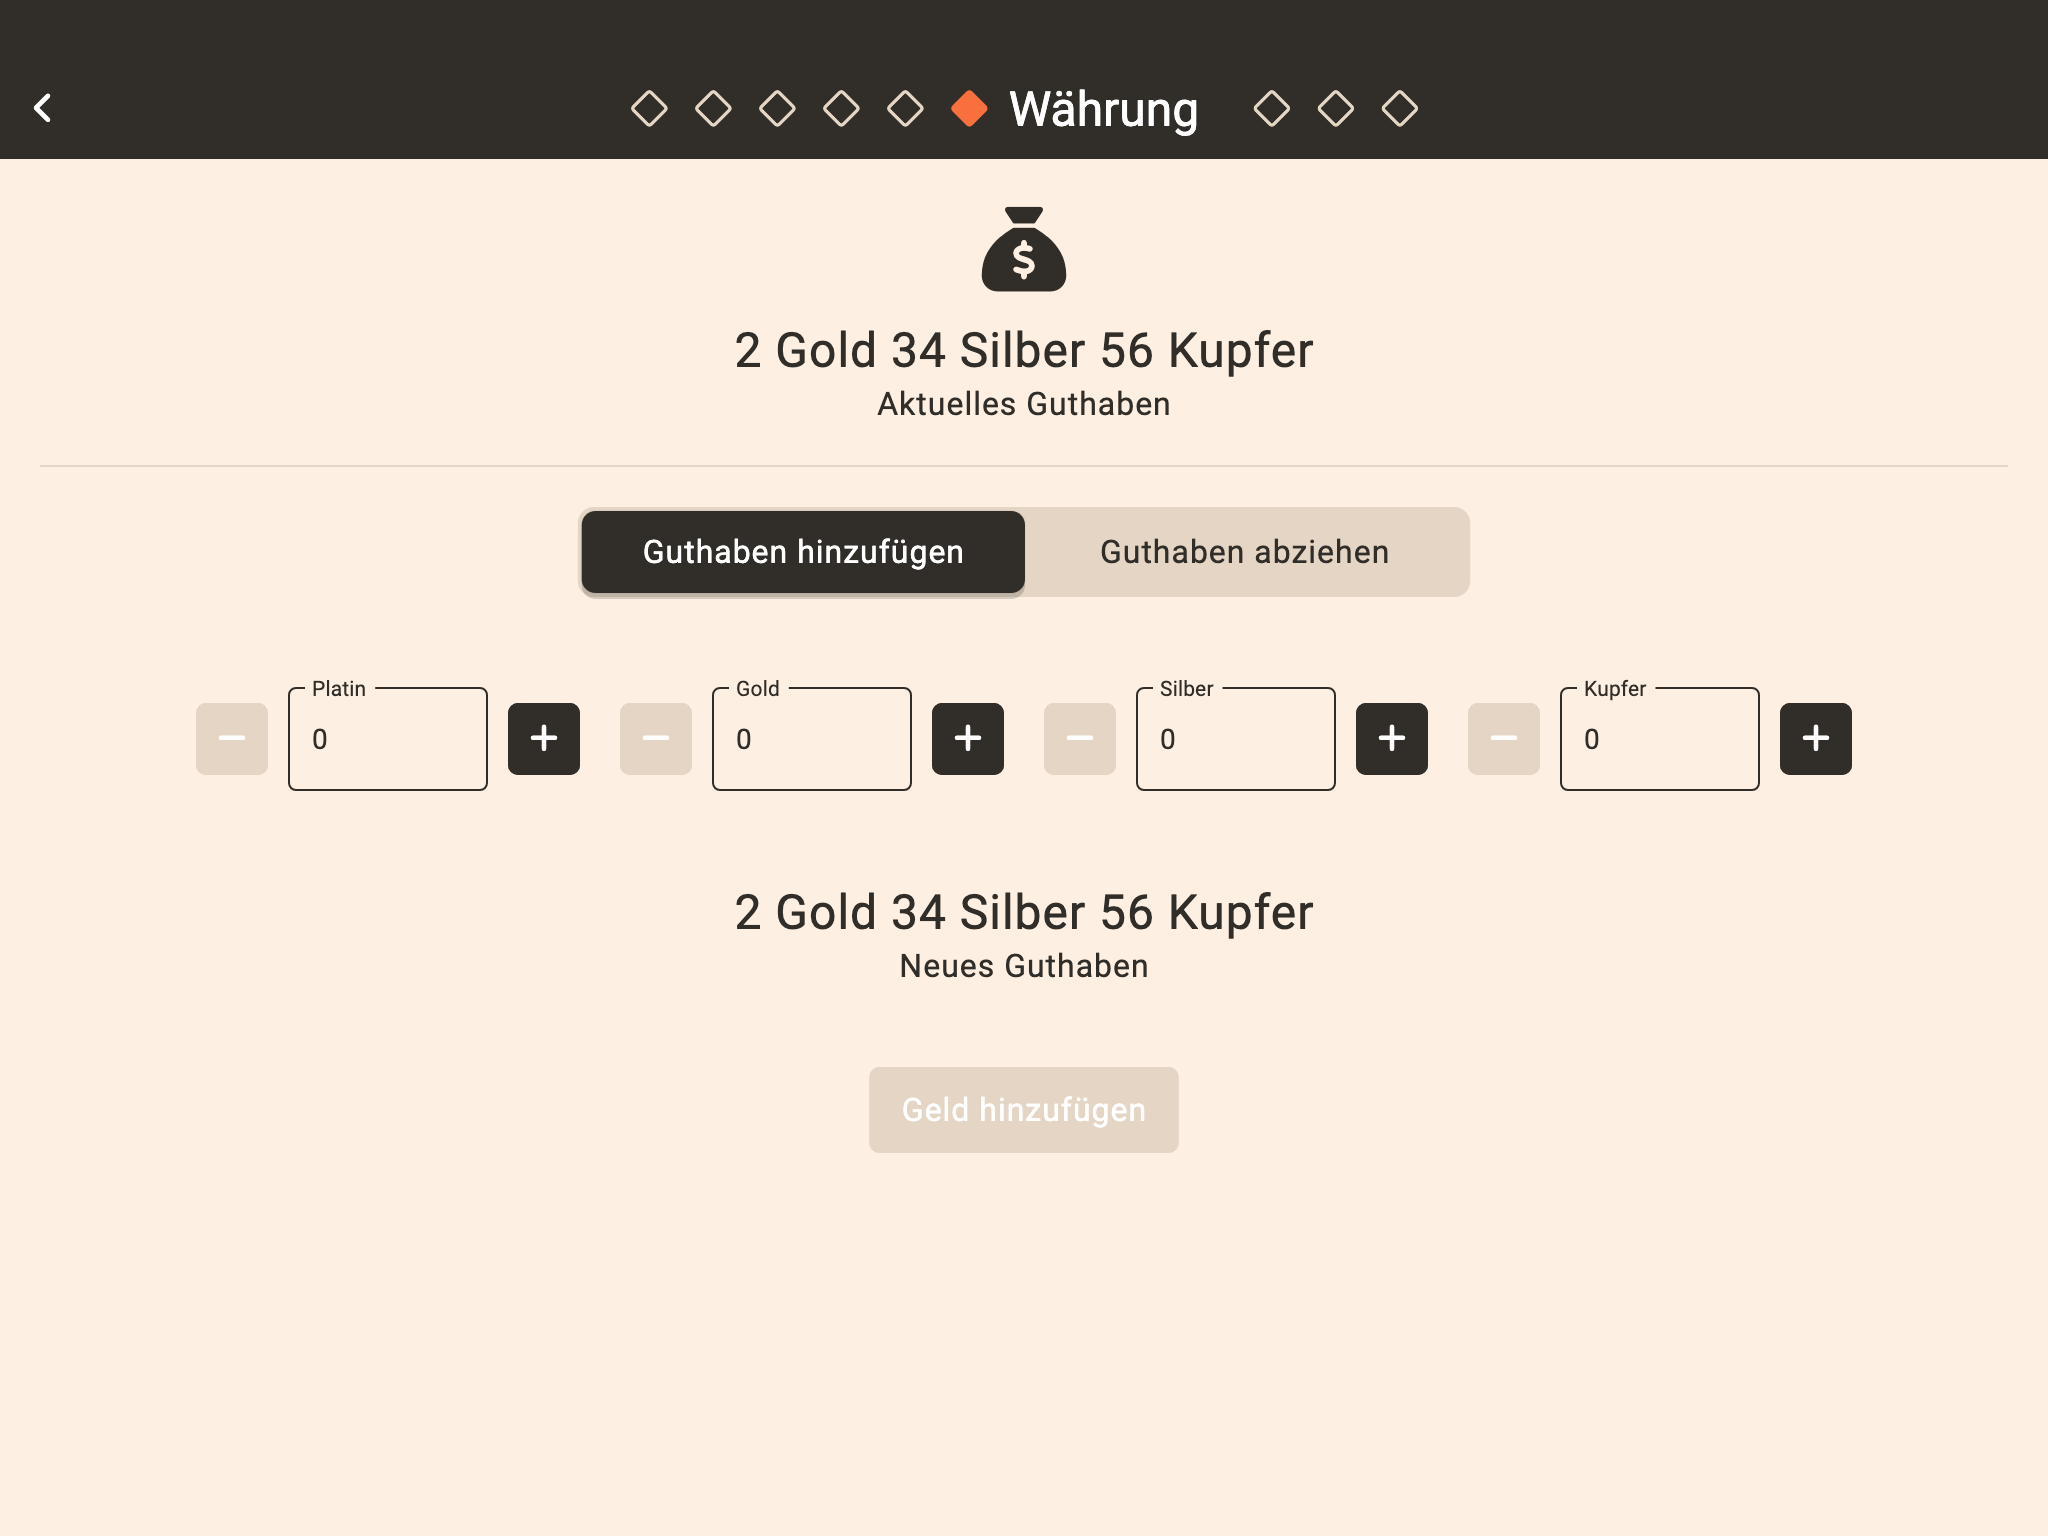 Währung
$
2 Gold 34 Silber 56 Kupfer
Aktuelles Guthaben
Guthaben hinzufügen
Guthaben abziehen
Platin
0
Gold
0
Silber
0
Kupfer
0
2 Gold 34 Silber 56 Kupfer
Neues Guthaben
Geld hinzufügen